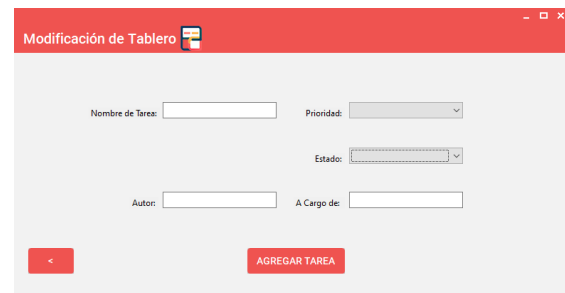 Modificación de Tablero
Nombre de Tarea:
Prioridad:
Estado:
Autor:
A Cargo de:
<
AGREGAR TAREA